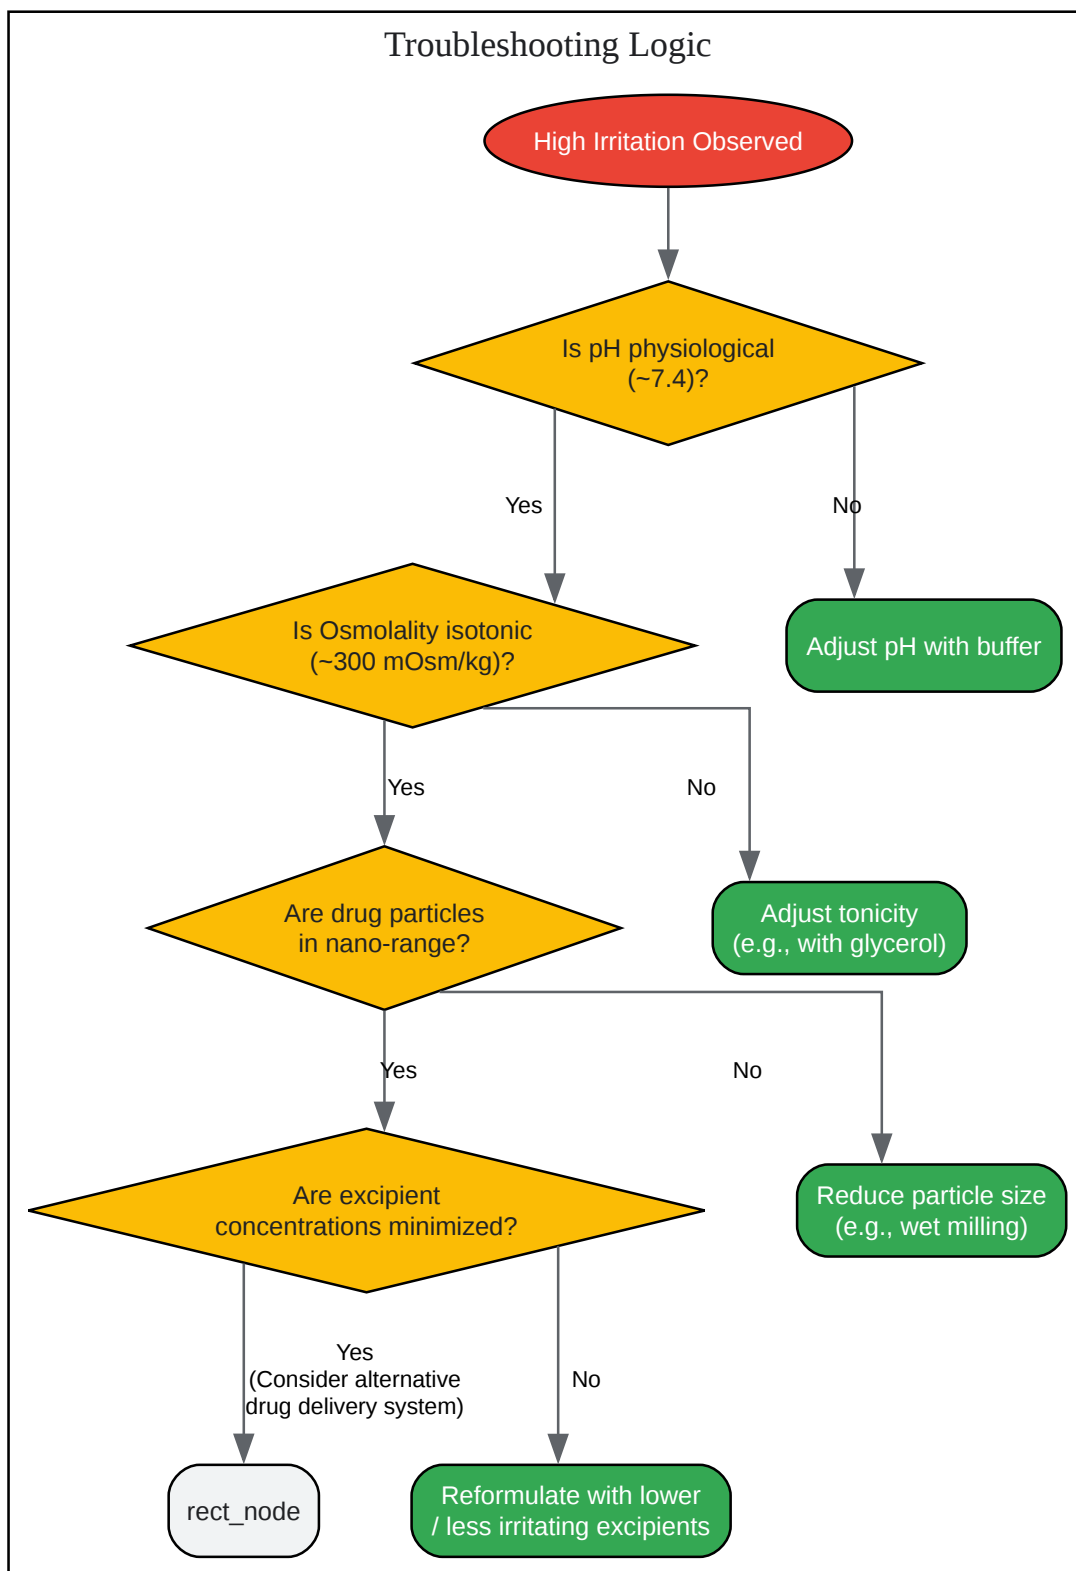 Troubleshooting Logic
High Irritation Observed
Is pH physiological
(~7.4)?
Yes
No
Is Osmolality isotonic
(~300 mOsm/kg)?
Adjust pH with buffer
Yes
No
Are drug particles
in nano-range?
Adjust tonicity
(e.g., with glycerol)
Yes
No
Are excipient
concentrations minimized?
Reduce particle size
(e.g., wet milling)
Yes
(Consider alternative
drug delivery system)
No
rect_node
Reformulate with lower
/ less irritating excipients